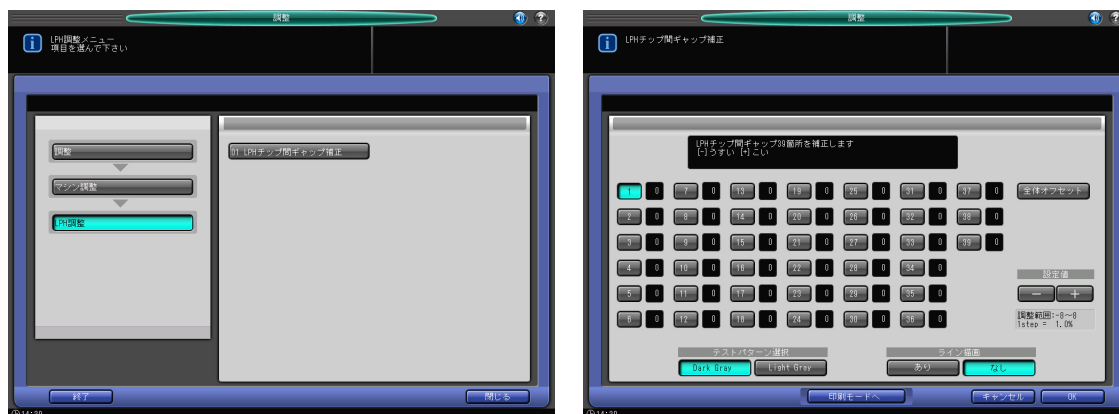 調整
LPH調整メニュー
項目を選んで下さい
調整
マシン調整
LPH調整
01 LPHチップ間ギャップ補正
終了
閉じる
14:30
調整
LPHチップ間ギャップ補正
LPHチップ間ギャップ39箇所を補正します
[-]うすい [+]こい
1 0 7 0 13 0 19 0 25 0 31 0 37 0 全体オフセット
2 0 8 0 14 0 20 0 26 0 32 0 38 0
3 0 9 0 15 0 21 0 27 0 33 0 39 0
4 0 10 0 16 0 22 0 28 0 34 0
設定値
5 0 11 0 17 0 23 0 29 0 35 0 － ＋
6 0 12 0 18 0 24 0 30 0 36 0
調整範囲:-8～8
1step = 1.0%
テストパターン選択 ライン描画
Dark Gray Light Gray あり なし
印刷モードへ キャンセル OK
14:30